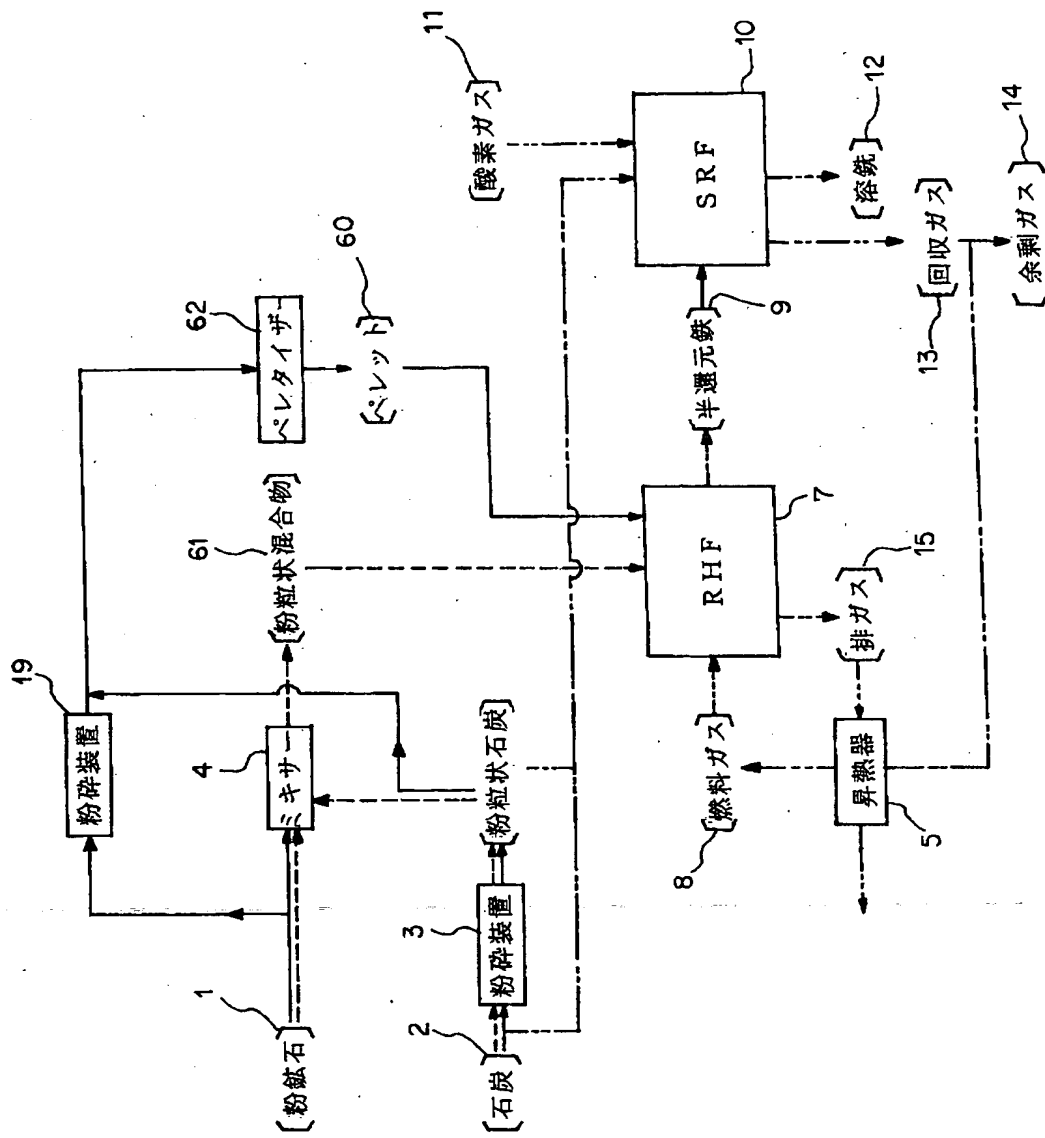 [粉鉱石]
1
粉砕装置
19
ミキサー
4
[粉粒状混合物]
61
ペレタイザー
62
[ペレット]
60
[石炭]
2
粉砕装置
3
[粉粒状石炭]
[酸素ガス]
11
[燃料ガス]
8
RHF
7
[半還元鉄]
9
SRF
10
[溶銑]
12
昇熱器
5
[排ガス]
15
[回収ガス]
13
[余剰ガス]
14